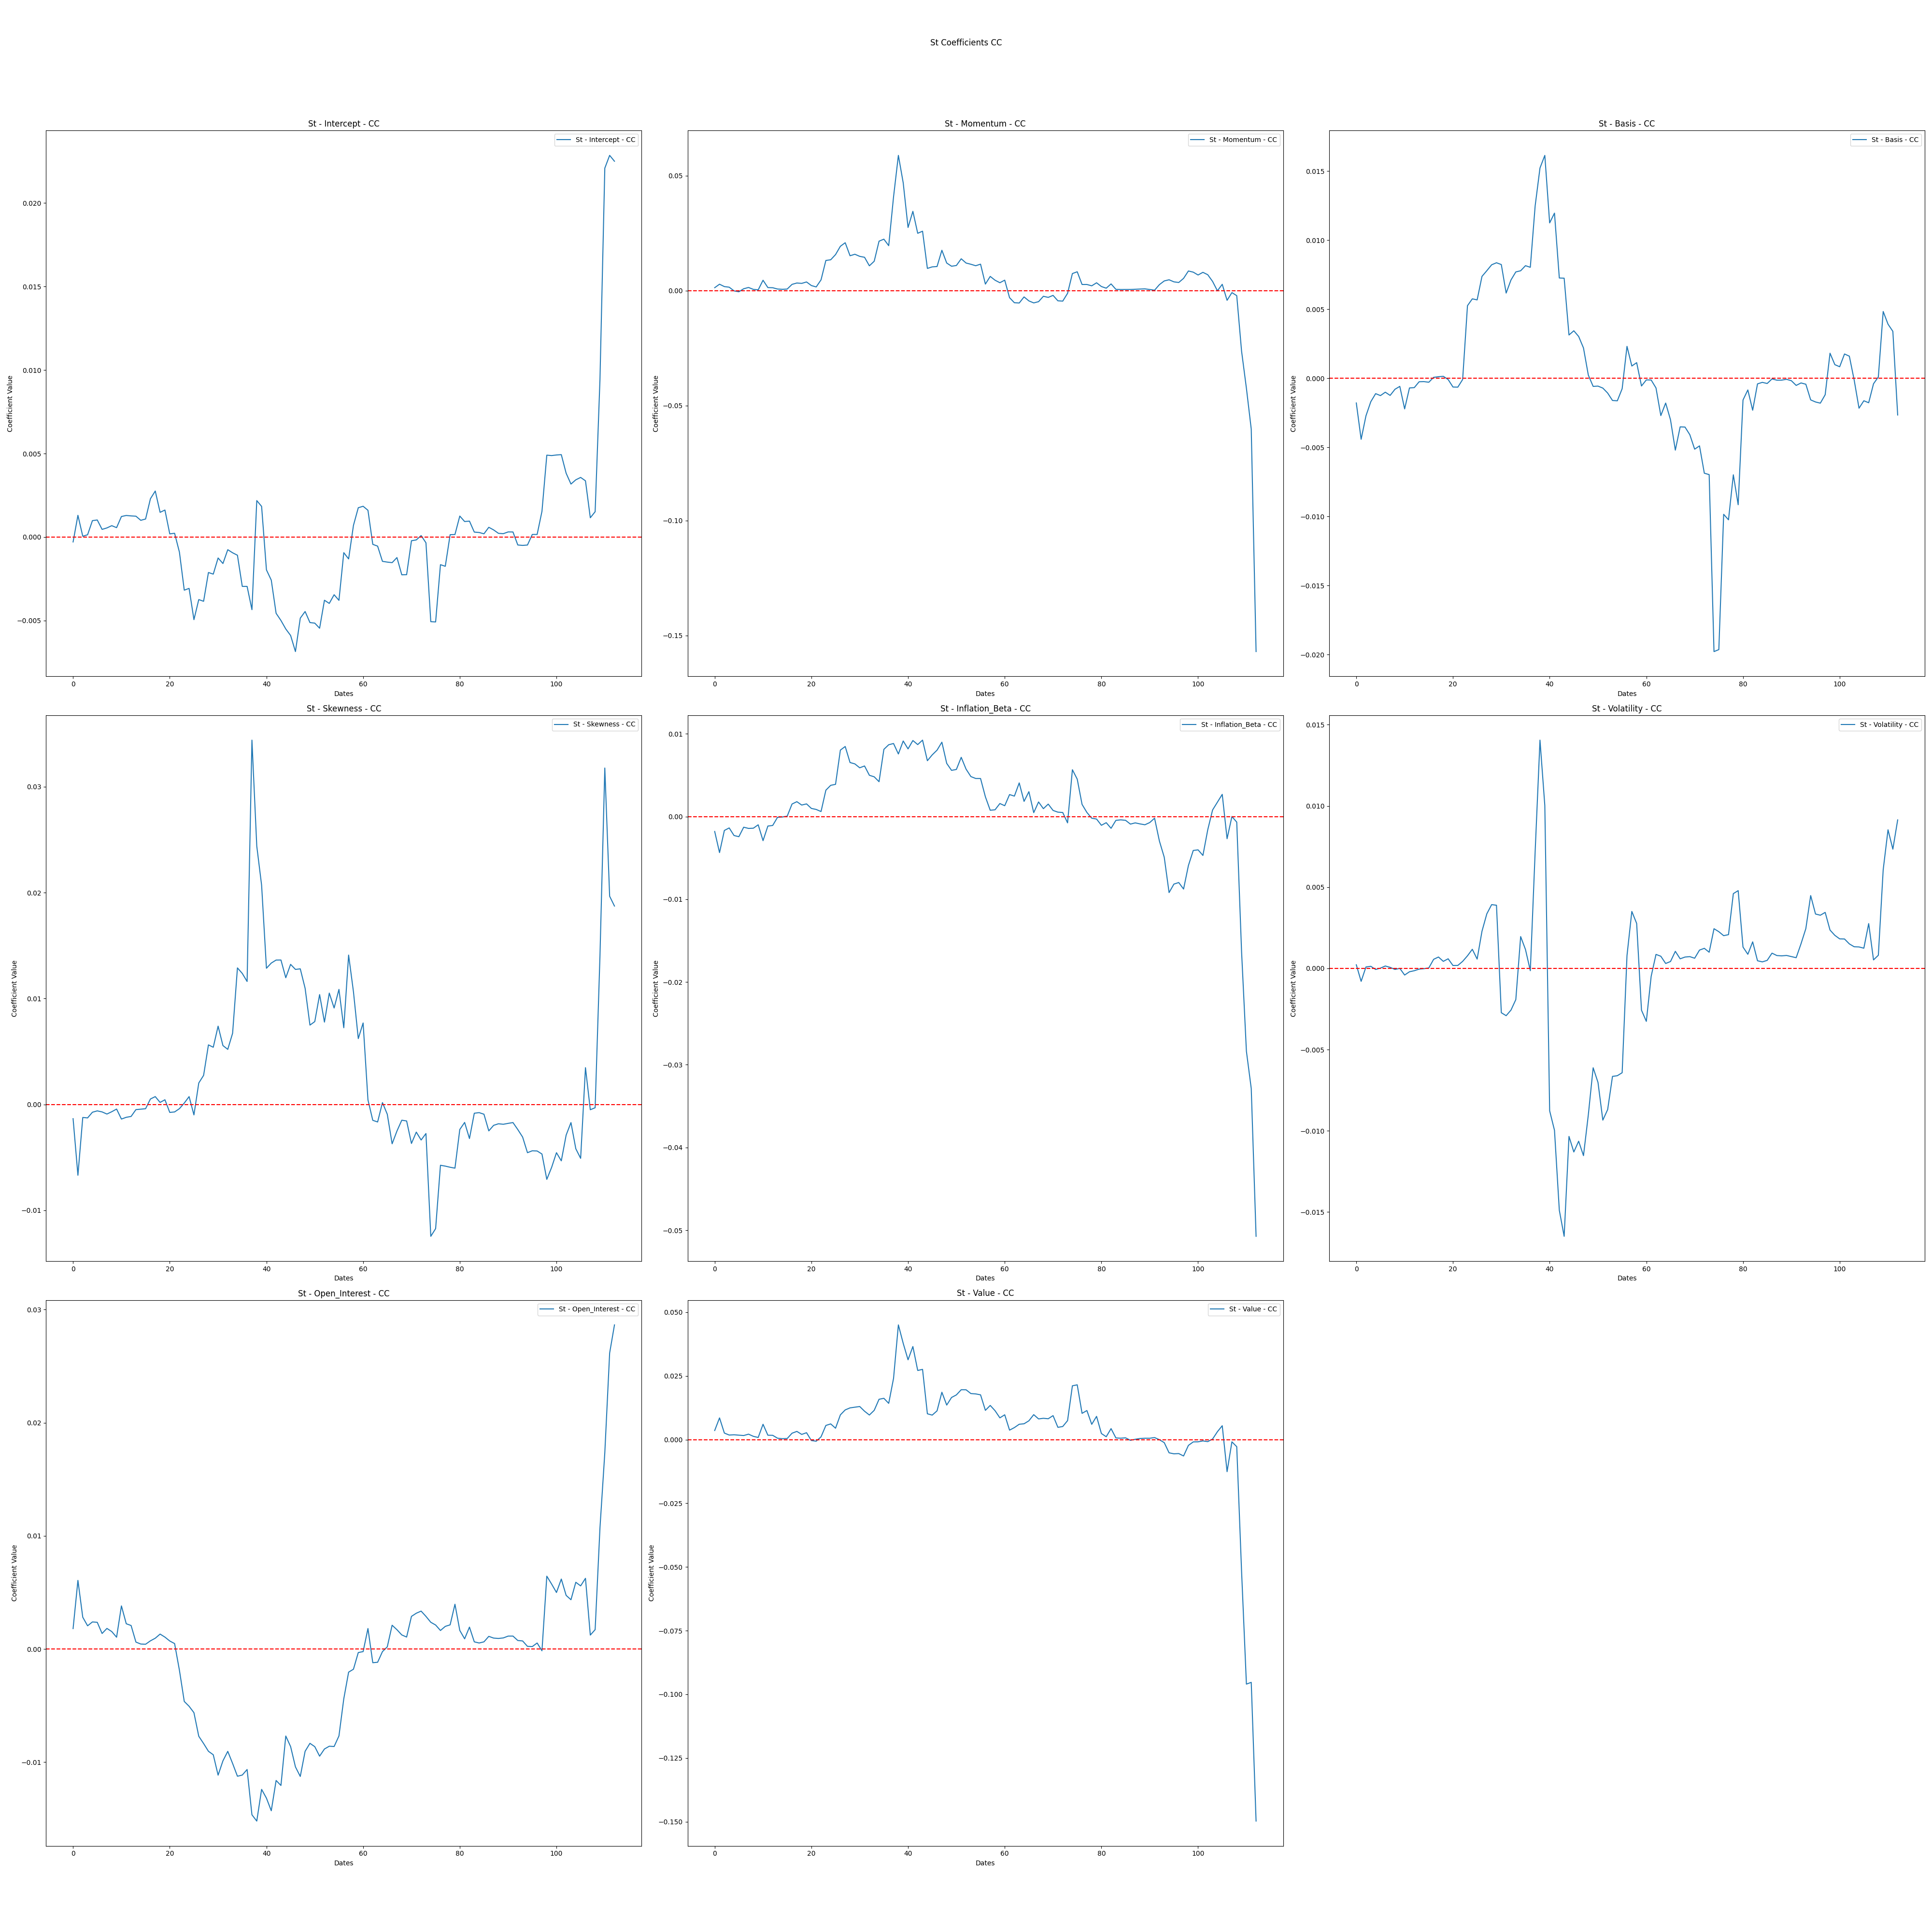 St Coefficients CC
St - Intercept - CC
St - Intercept - CC
Coefficient Value
0.020
0.015
0.010
0.005
0.000
−0.005
0 20 40 60 80 100
Dates
St - Momentum - CC
St - Momentum - CC
Coefficient Value
0.05
0.00
−0.05
−0.10
−0.15
0 20 40 60 80 100
Dates
St - Basis - CC
St - Basis - CC
Coefficient Value
0.015
0.010
0.005
0.000
−0.005
−0.010
−0.015
−0.020
0 20 40 60 80 100
Dates
St - Skewness - CC
St - Skewness - CC
Coefficient Value
0.03
0.02
0.01
0.00
−0.01
0 20 40 60 80 100
Dates
St - Inflation_Beta - CC
St - Inflation_Beta - CC
Coefficient Value
0.01
0.00
−0.01
−0.02
−0.03
−0.04
−0.05
0 20 40 60 80 100
Dates
St - Volatility - CC
St - Volatility - CC
Coefficient Value
0.015
0.010
0.005
0.000
−0.005
−0.010
−0.015
0 20 40 60 80 100
Dates
St - Open_Interest - CC
St - Open_Interest - CC
Coefficient Value
0.03
0.02
0.01
0.00
−0.01
0 20 40 60 80 100
Dates
St - Value - CC
St - Value - CC
Coefficient Value
0.050
0.025
0.000
−0.025
−0.050
−0.075
−0.100
−0.125
−0.150
0 20 40 60 80 100
Dates